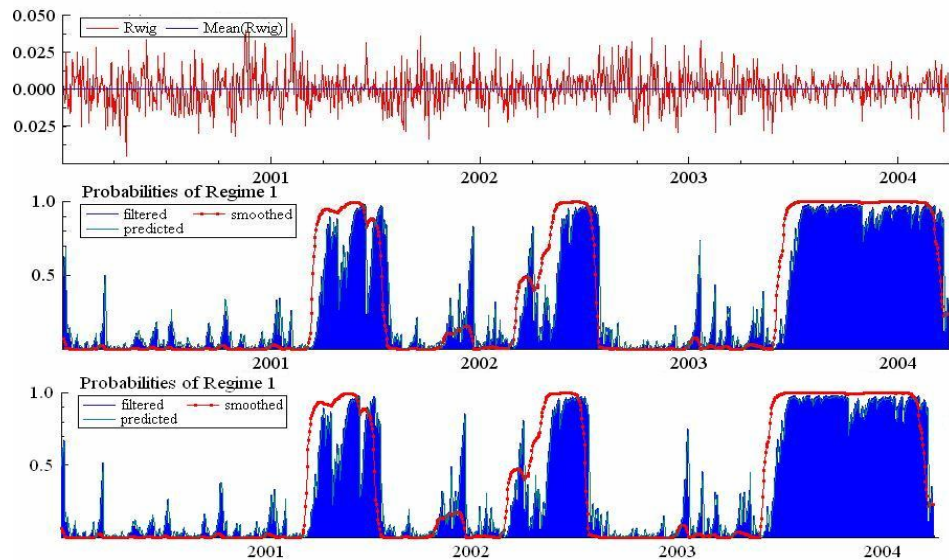 0.050
Rwig Mean(Rwig)
0.025
0.000
0.025
2001 2002 2003 2004
Probabilities of Regime 1
1.0
filtered smoothed
predicted
0.5
2001 2002 2003 2004
Probabilities of Regime 1
1.0
filtered smoothed
predicted
0.5
2001 2002 2003 2004